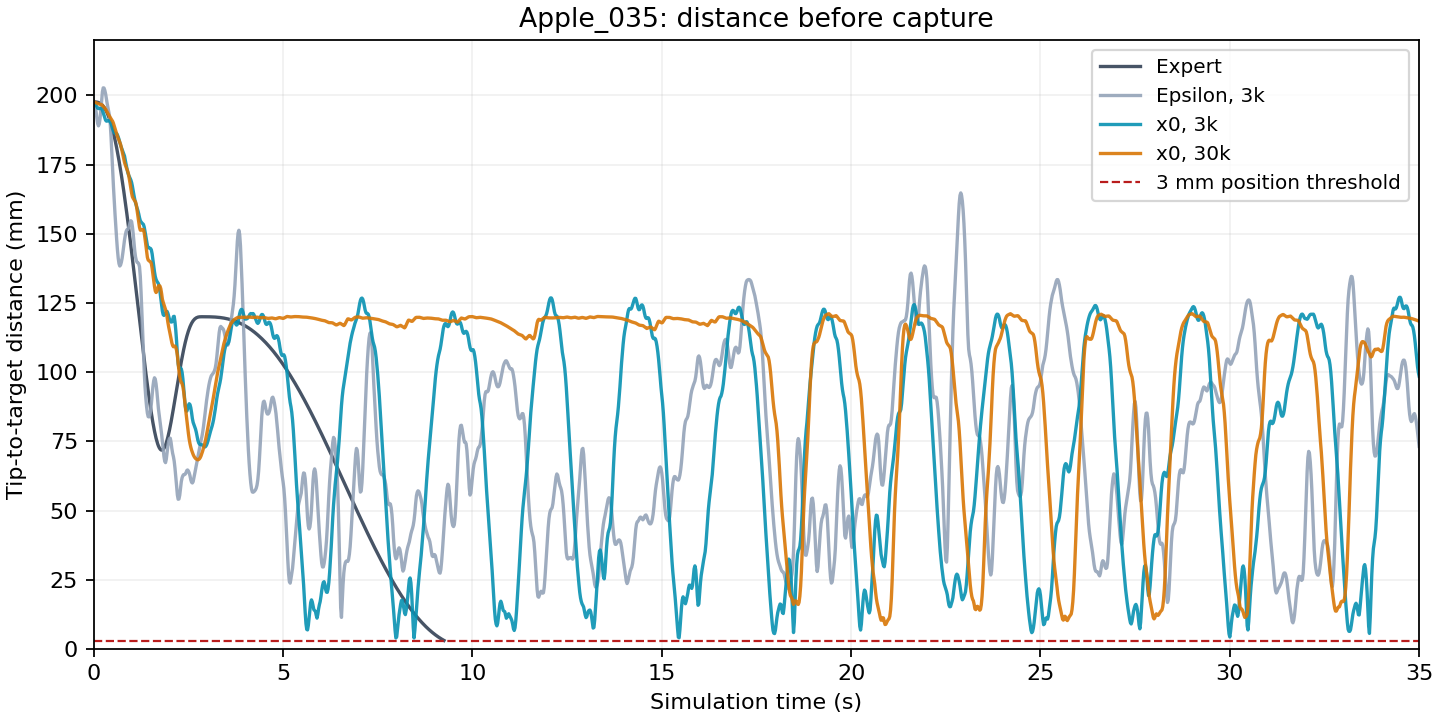 Apple_035: distance before capture
Tip-to-target distance (mm)
200
175
150
125
100
75
50
25
0
Expert
Epsilon, 3k
x0, 3k
x0, 30k
3 mm position threshold
0 5 10 15 20 25 30 35
Simulation time (s)